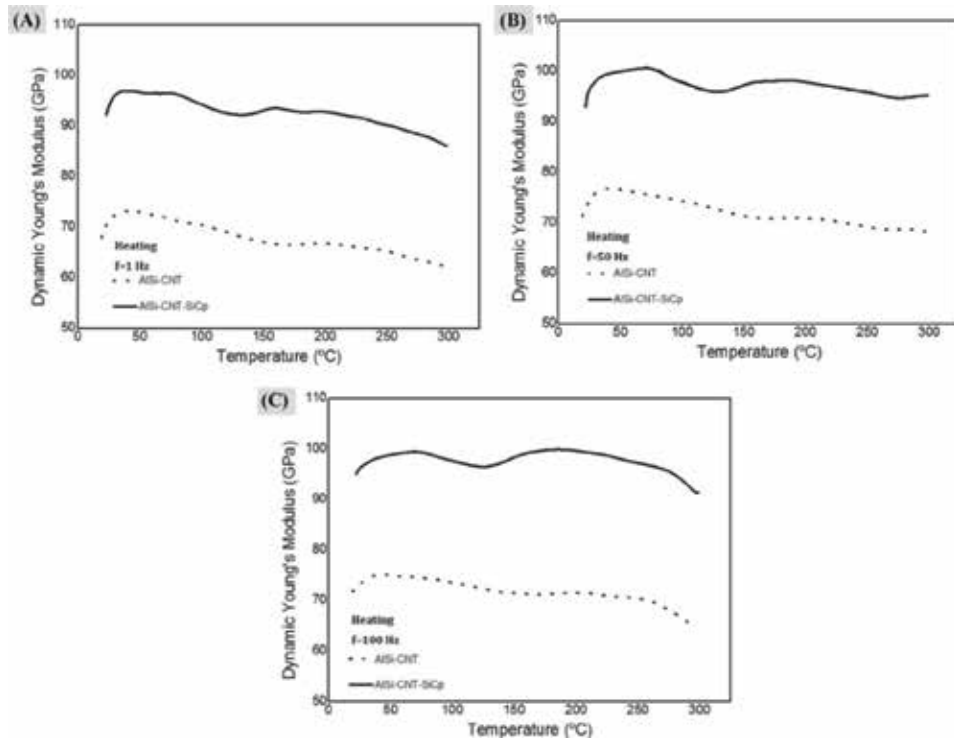 (A)
110
100
90
80
70
60
50
Dynamic Young's Modulus (GPa)
Heating
f=1 Hz
AlSi-CNT
AlSi-CNT-SiCp
0 50 100 150 200 250 300
Temperature (ºC)
(B)
110
100
90
80
70
60
50
Dynamic Young's Modulus (GPa)
Heating
f=50 Hz
AlSi-CNT
AlSi-CNT-SiCp
0 50 100 150 200 250 300
Temperature (ºC)
(C)
110
100
90
80
70
60
50
Dynamic Young's Modulus (GPa)
Heating
f=100 Hz
AlSi-CNT
AlSi-CNT-SiCp
0 50 100 150 200 250 300
Temperature (ºC)